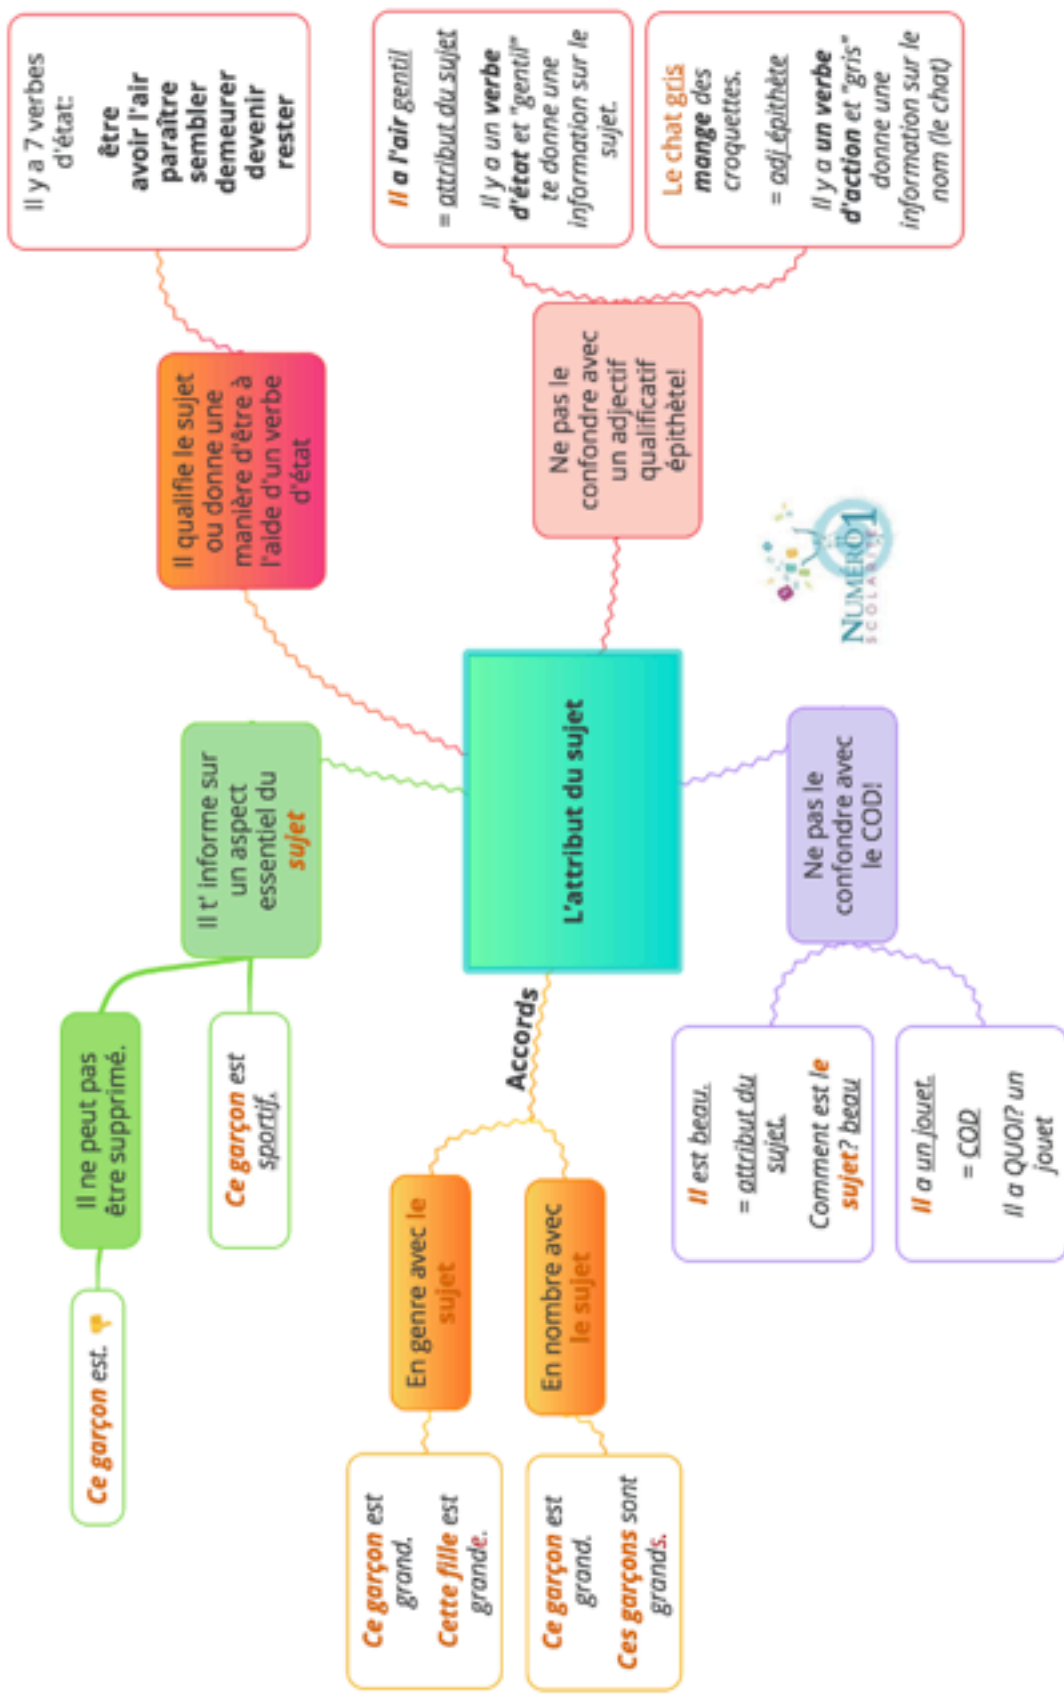 L'attribut du sujet
Il qualifie le sujet
ou donne une
manière d'être à
l'aide d'un verbe
d'état
Il y a 7 verbes
d'état:
être
avoir l'air
paraître
sembler
demeurer
devenir
rester
Ne pas le
confondre avec
un adjectif
qualificatif
épithète!
Il a l'air gentil
= attribut du sujet
Il y a un verbe
d'état et "gentil"
te donne une
information sur le
sujet.
Le chat gris
mange des
croquettes.
= adj épithète
Il y a un verbe
d'action et "gris"
donne une
information sur le
nom (le chat)
Ne pas le
confondre avec
le COD!
Il est beau.
= attribut du
sujet.
Comment est le
sujet? beau
Il a un jouet.
= COD
Il a QUOI? un
jouet
Accords
En genre avec le
sujet
Ce garçon est
grand.
Cette fille est
grande.
En nombre avec
le sujet
Ce garçon est
grand.
Ces garçons sont
grands.
Il t' informe sur
un aspect
essentiel du
sujet
Il ne peut pas
être supprimé.
Ce garçon est.
Ce garçon est
sportif.
NUMÉRO1
SCOLARITÉ